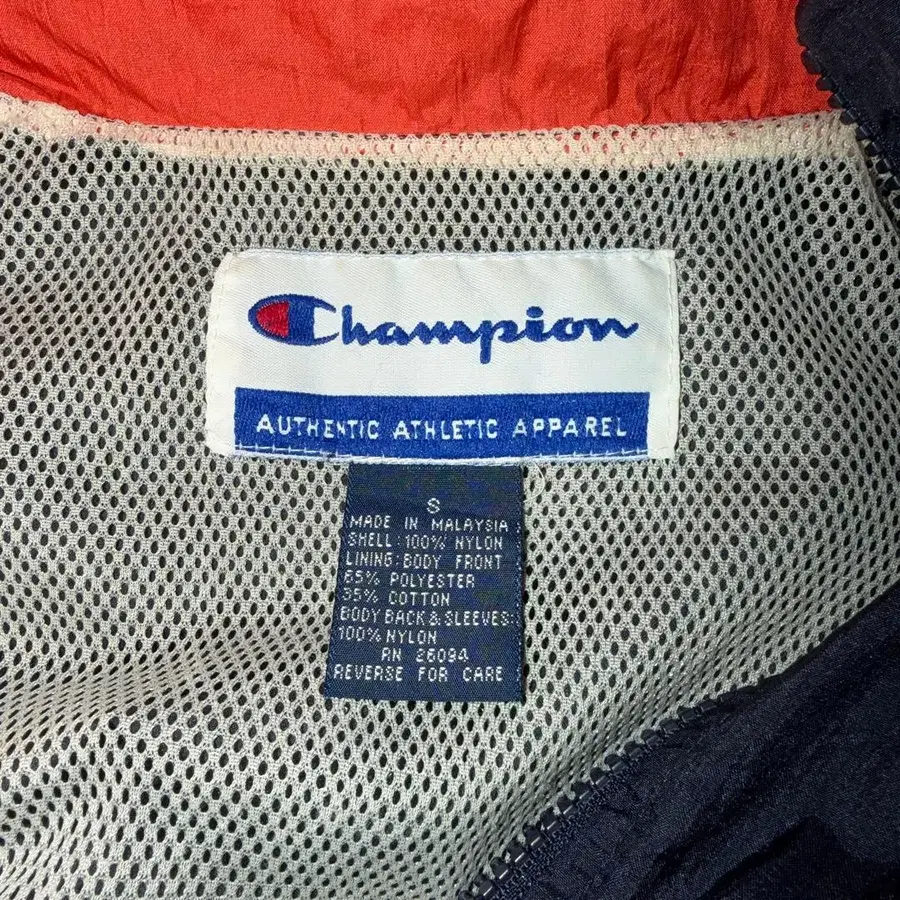 Champion
AUTHENTIC ATHLETIC APPAREL
S
MADE IN MALAYSIA
SHELL: 100% NYLON
LINING: BODY FRONT
65% POLYESTER
35% COTTON
BODY BACK & SLEEVES:
100% NYLON
RN 26094
REVERSE FOR CARE